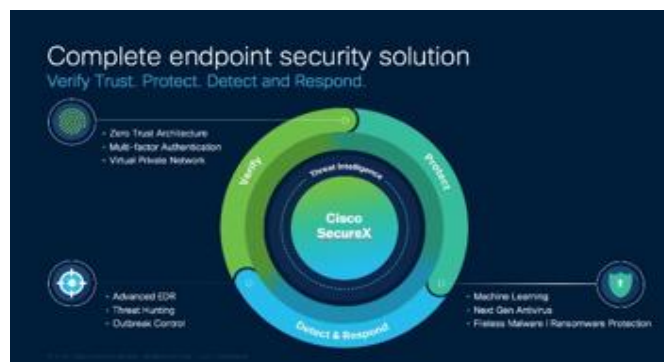 Complete endpoint security solution
Verify Trust. Protect. Detect and Respond.
- Zero Trust Architecture
- Multi-factor Authentication
- Virtual Private Network
Verify
Protect
Threat Intelligence
Cisco
SecureX
- Advanced EDR
- Threat Hunting
- Outbreak Control
Detect & Respond
- Machine Learning
- Next Gen Antivirus
- Fileless Malware | Ransomware Protection